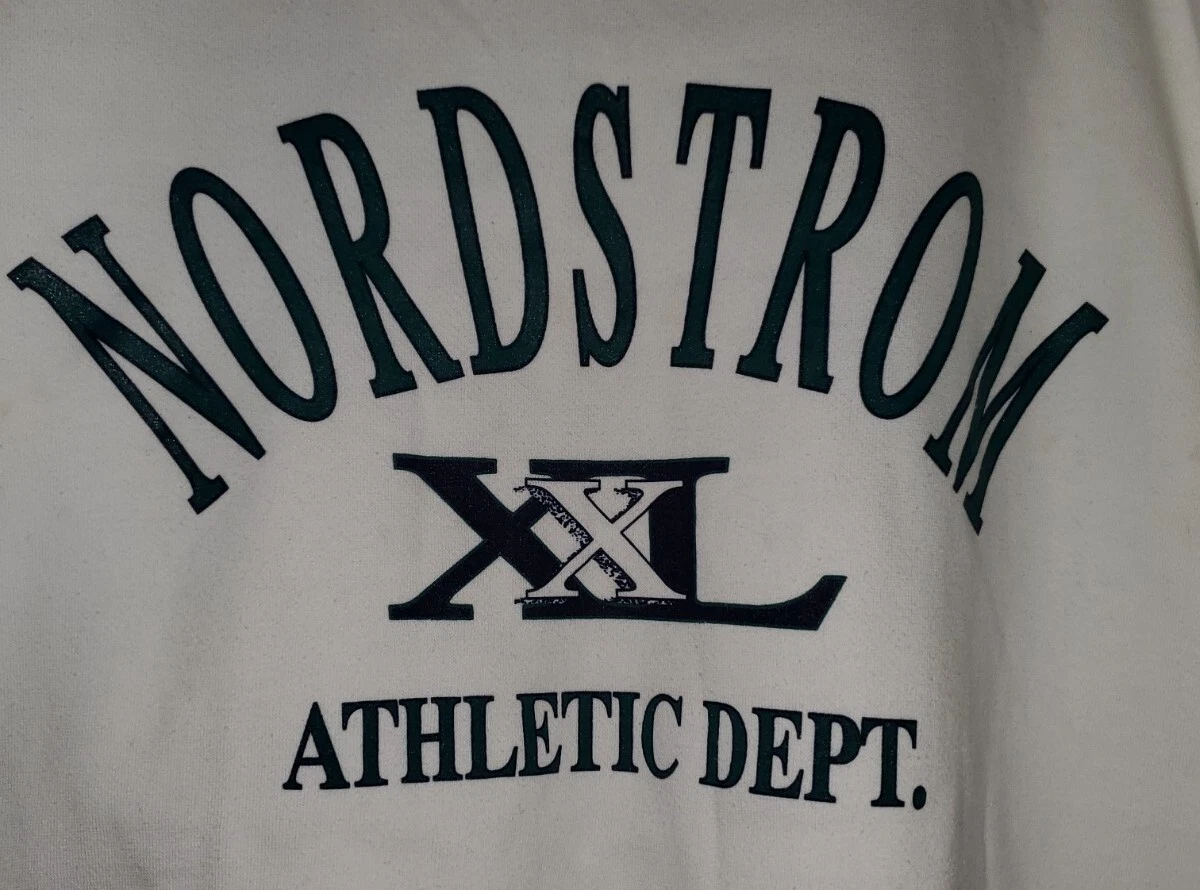 NORDSTROM
XXL
ATHLETIC DEPT.